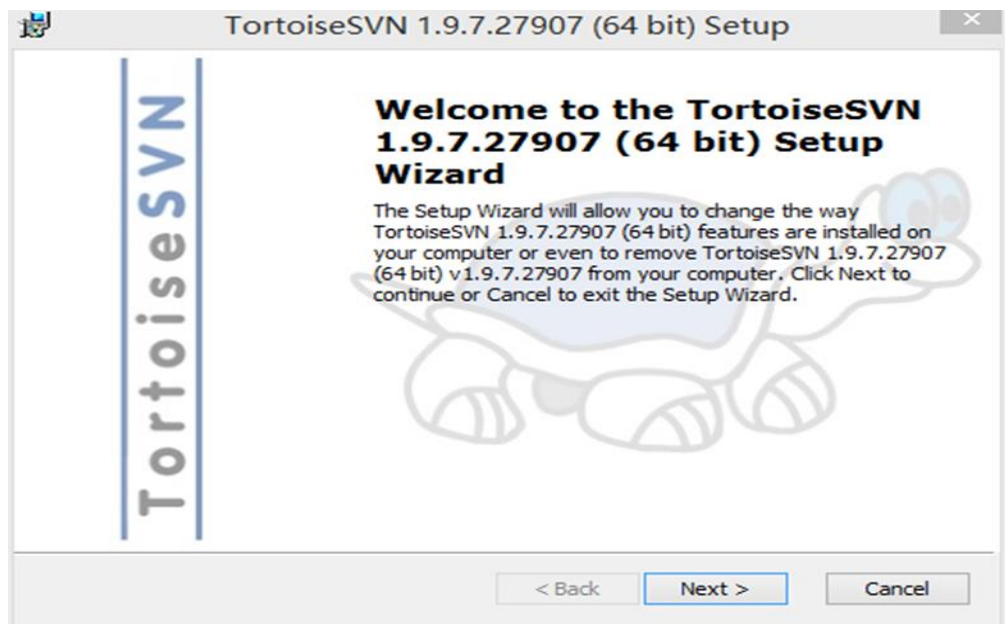 TortoiseSVN 1.9.7.27907 (64 bit) Setup
TortoiseSVN
Welcome to the TortoiseSVN
1.9.7.27907 (64 bit) Setup
Wizard
The Setup Wizard will allow you to change the way
TortoiseSVN 1.9.7.27907 (64 bit) features are installed on
your computer or even to remove TortoiseSVN 1.9.7.27907
(64 bit) v1.9.7.27907 from your computer. Click Next to
continue or Cancel to exit the Setup Wizard.
< Back
Next >
Cancel